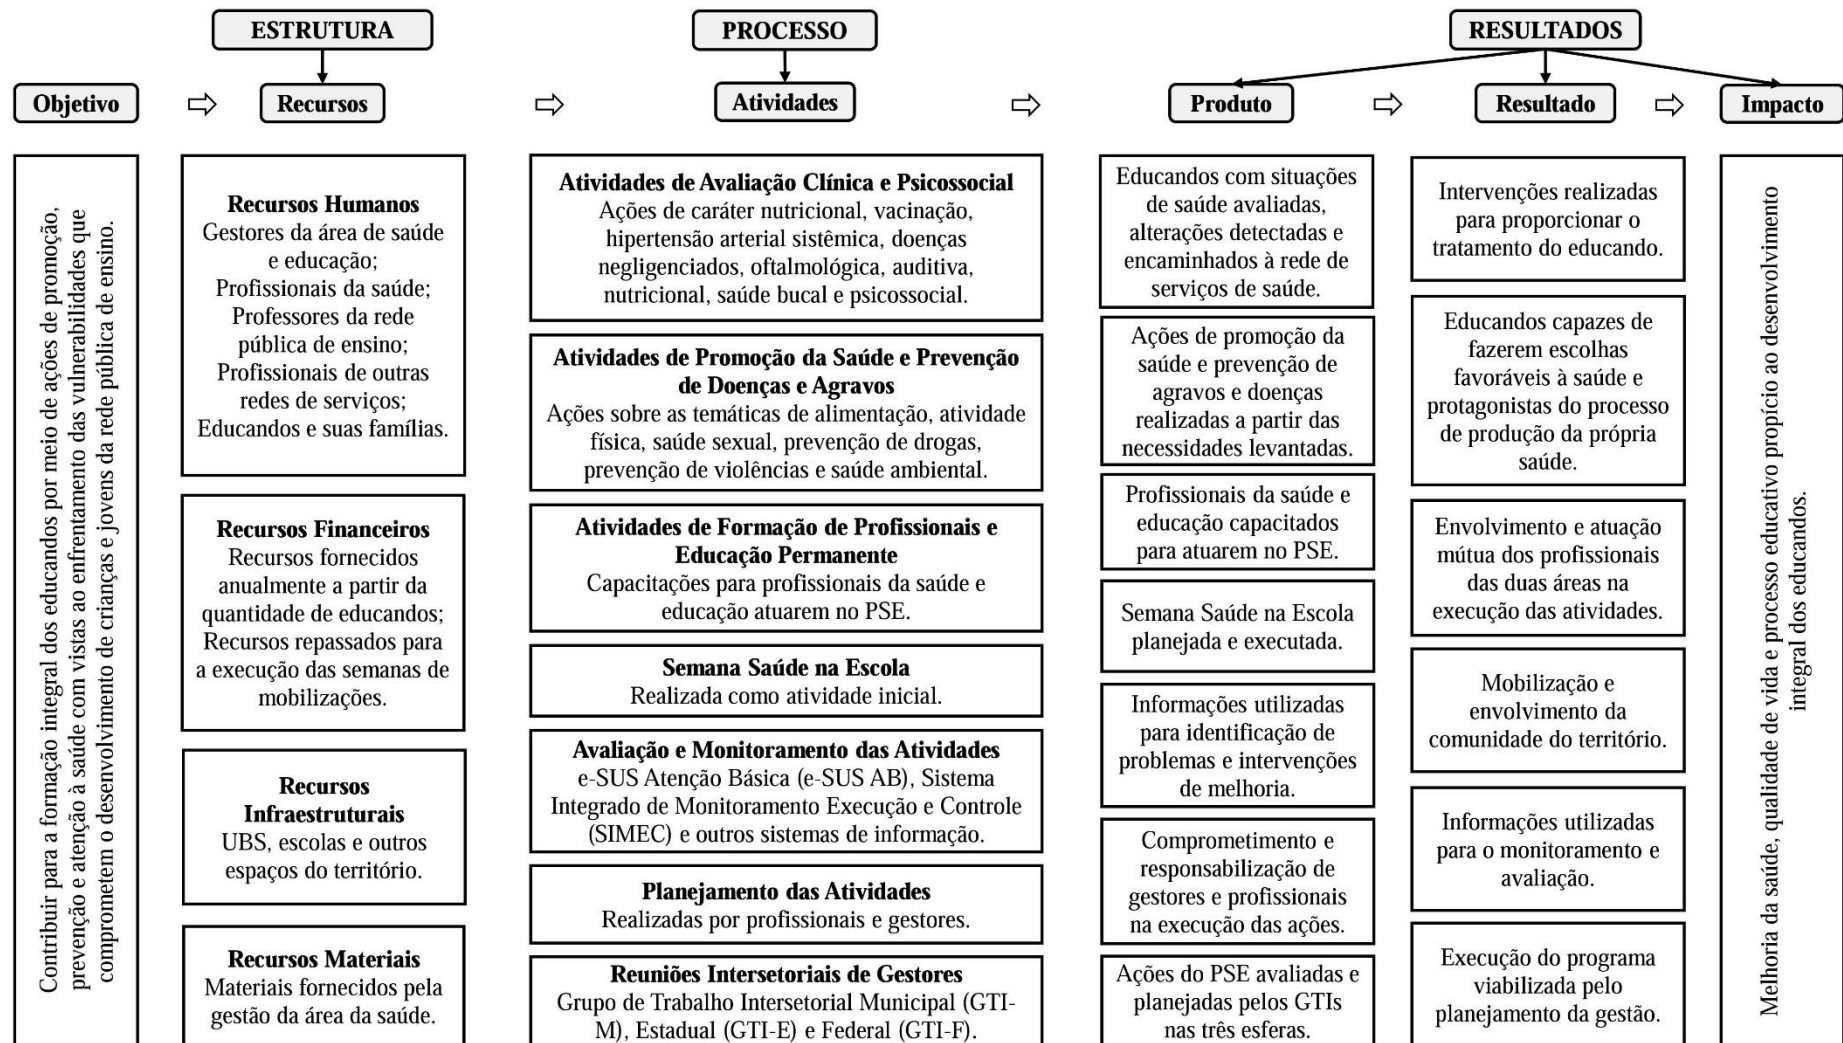 ESTRUTURA
PROCESSO
RESULTADOS
Objetivo
Recursos
Atividades
Produto
Resultado
Impacto
Contribuir para a formação integral dos educandos por meio de ações de promoção,
prevenção e atenção à saúde com vistas ao enfrentamento das vulnerabilidades que
comprometem o desenvolvimento de crianças e jovens da rede pública de ensino.
Recursos Humanos
Gestores da área de saúde
e educação;
Profissionais da saúde;
Professores da rede
pública de ensino;
Profissionais de outras
redes de serviços;
Educandos e suas famílias.
Recursos Financeiros
Recursos fornecidos
anualmente a partir da
quantidade de educandos;
Recursos repassados para
a execução das semanas de
mobilizações.
Recursos
Infraestruturais
UBS, escolas e outros
espaços do território.
Recursos Materiais
Materiais fornecidos pela
gestão da área da saúde.
Atividades de Avaliação Clínica e Psicossocial
Ações de caráter nutricional, vacinação,
hipertensão arterial sistêmica, doenças
negligenciados, oftalmológica, auditiva,
nutricional, saúde bucal e psicossocial.
Atividades de Promoção da Saúde e Prevenção
de Doenças e Agravos
Ações sobre as temáticas de alimentação, atividade
física, saúde sexual, prevenção de drogas,
prevenção de violências e saúde ambiental.
Atividades de Formação de Profissionais e
Educação Permanente
Capacitações para profissionais da saúde e
educação atuarem no PSE.
Semana Saúde na Escola
Realizada como atividade inicial.
Avaliação e Monitoramento das Atividades
e-SUS Atenção Básica (e-SUS AB), Sistema
Integrado de Monitoramento Execução e Controle
(SIMEC) e outros sistemas de informação.
Planejamento das Atividades
Realizadas por profissionais e gestores.
Reuniões Intersetoriais de Gestores
Grupo de Trabalho Intersetorial Municipal (GTI-
M), Estadual (GTI-E) e Federal (GTI-F).
Educandos com situações
de saúde avaliadas,
alterações detectadas e
encaminhados à rede de
serviços de saúde.
Ações de promoção da
saúde e prevenção de
agravos e doenças
realizadas a partir das
necessidades levantadas.
Profissionais da saúde e
educação capacitados
para atuarem no PSE.
Semana Saúde na Escola
planejada e executada.
Informações utilizadas
para identificação de
problemas e intervenções
de melhoria.
Comprometimento e
responsabilização de
gestores e profissionais
na execução das ações.
Ações do PSE avaliadas e
planejadas pelos GTIs
nas três esferas.
Intervenções realizadas
para proporcionar o
tratamento do educando.
Educandos capazes de
fazerem escolhas
favoráveis à saúde e
protagonistas do processo
de produção da própria
saúde.
Envolvimento e atuação
mútua dos profissionais
das duas áreas na
execução das atividades.
Mobilização e
envolvimento da
comunidade do território.
Informações utilizadas
para o monitoramento e
avaliação.
Execução do programa
viabilizada pelo
planejamento da gestão.
Melhoria da saúde, qualidade de vida e processo educativo propício ao desenvolvimento
integral dos educandos.